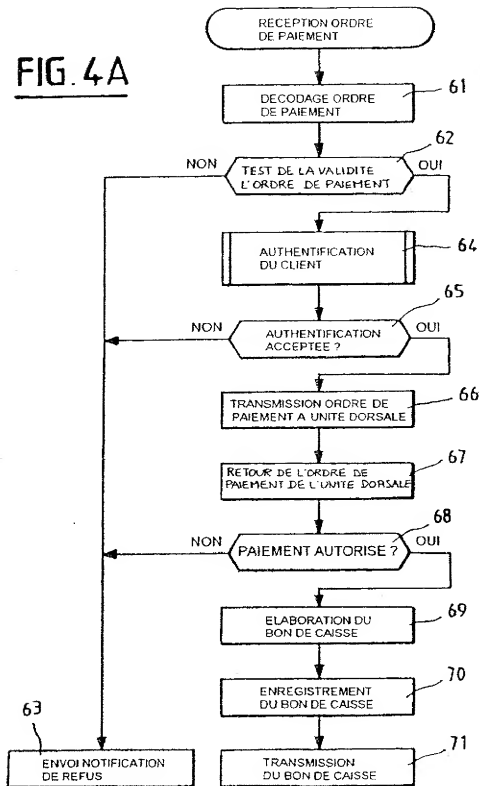 RECEPTION ORDRE
DE PAIEMENT
FIG. 4A
61
DECODAGE ORDRE
DE PAIEMENT
62
NON
TEST DE LA VALIDITE
L'ORDRE DE PAIEMENT
OUI
64
AUTHENTIFICATION
DU CLIENT
65
NON
AUTHENTIFICATION
ACCEPTEE ?
OUI
66
TRANSMISSION ORDRE DE
PAIEMENT A UNITE DORSALE
67
RETOUR DE L'ORDRE DE
PAIEMENT DE L'UNITE DORSALE
68
NON
PAIEMENT AUTORISE ?
OUI
69
ELABORATION DU
BON DE CAISSE
70
ENREGISTREMENT
DU BON DE CAISSE
63
ENVOI NOTIFICATION
DE REFUS
71
TRANSMISSION
DU BON DE CAISSE